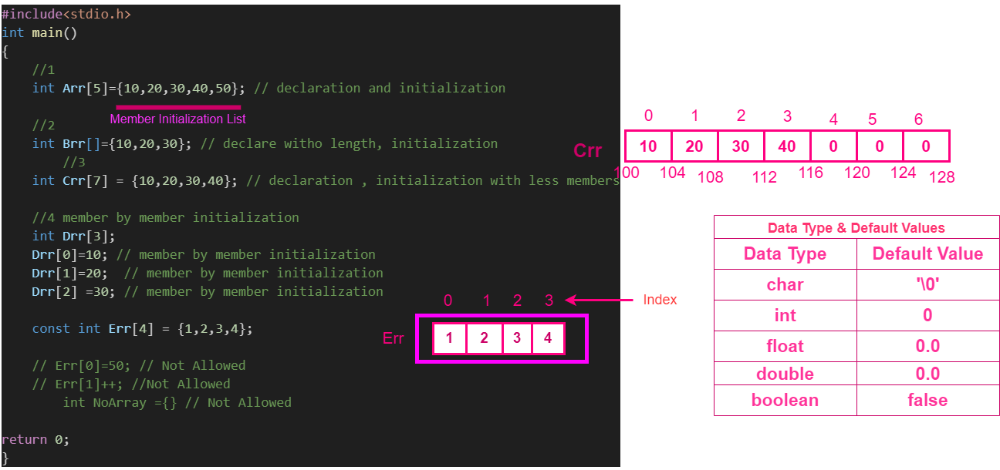 #include<stdio.h>
int main()
{
//1
int Arr[5]={10,20,30,40,50}; // declaration and initialization
Member Initialization List
//2
int Brr[]={10,20,30}; // declare witho length, initialization
//3
int Crr[7] = {10,20,30,40}; // declaration , initialization with less members
//4 member by member initialization
int Drr[3];
Drr[0]=10; // member by member initialization
Drr[1]=20;  // member by member initialization
Drr[2] =30; // member by member initialization
const int Err[4] = {1,2,3,4};
// Err[0]=50; // Not Allowed
// Err[1]++; //Not Allowed
int NoArray ={} // Not Allowed
return 0;
}
0 1 2 3 4 5 6
Crr 10 20 30 40 0 0 0
100 104 108 112 116 120 124 128
0 1 2 3 Index
Err 1 2 3 4
Data Type & Default Values
Data Type Default Value
char '\0'
int 0
float 0.0
double 0.0
boolean false